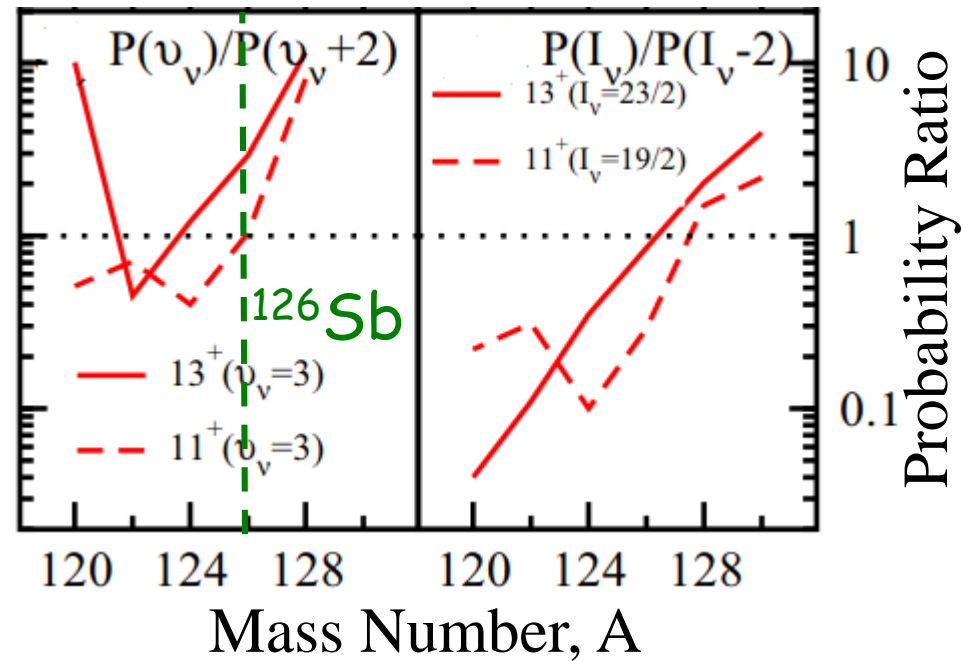 P(υν)/P(υν+2)
13+(υν=3)
11+(υν=3)
126Sb
P(Iν)/P(Iν-2)
13+(Iν=23/2)
11+(Iν=19/2)
10
1
0.1
Probability Ratio
120 124 128 120 124 128
Mass Number, A